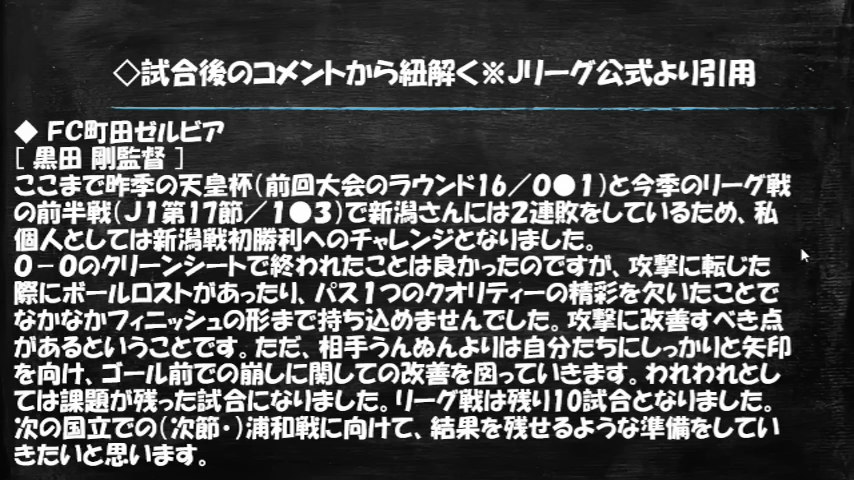 ◇試合後のコメントから紐解く※Jリーグ公式より引用
◆ FC町田ゼルビア
[ 黒田 剛監督 ]
ここまで昨季の天皇杯(前回大会のラウンド16/0●1)と今季のリーグ戦
の前半戦(J1第17節/1●3)で新潟さんには2連敗をしているため、私
個人としては新潟戦初勝利へのチャレンジとなりました。
0-0のクリーンシートで終われたことは良かったのですが、攻撃に転じた
際にボールロストがあったり、パス1つのクオリティーの精彩を欠いたことで
なかなかフィニッシュの形まで持ち込めませんでした。攻撃に改善すべき点
があるということです。ただ、相手うんぬんよりは自分たちにしっかりと矢印
を向け、ゴール前での崩しに関しての改善を図っていきます。われわれとし
ては課題が残った試合になりました。リーグ戦は残り10試合となりました。
次の国立での(次節・)浦和戦に向けて、結果を残せるような準備をしてい
きたいと思います。